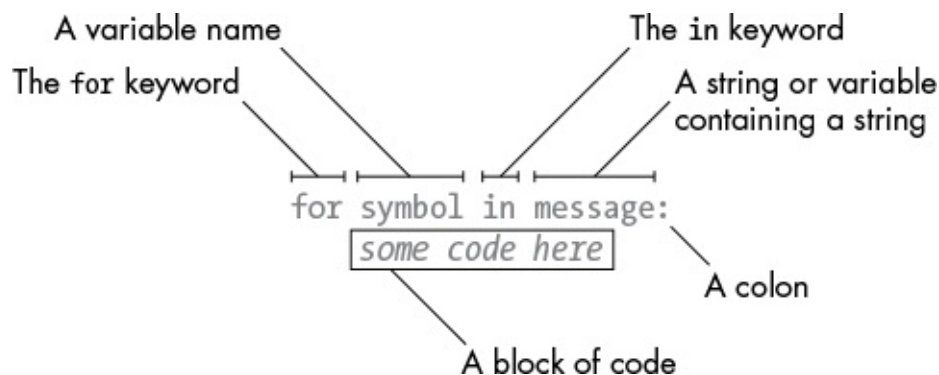 A variable name
The in keyword
The for keyword
A string or variable
containing a string
for symbol in message:
some code here
A colon
A block of code